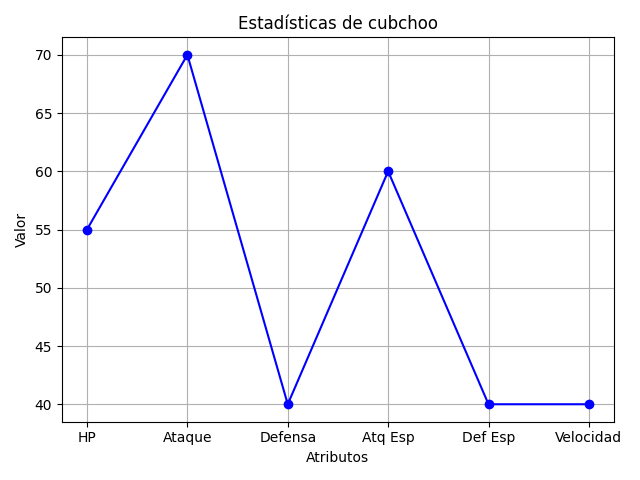 Estadísticas de cubchoo
Valor
70
65
60
55
50
45
40
HP Ataque Defensa Atq Esp Def Esp Velocidad
Atributos